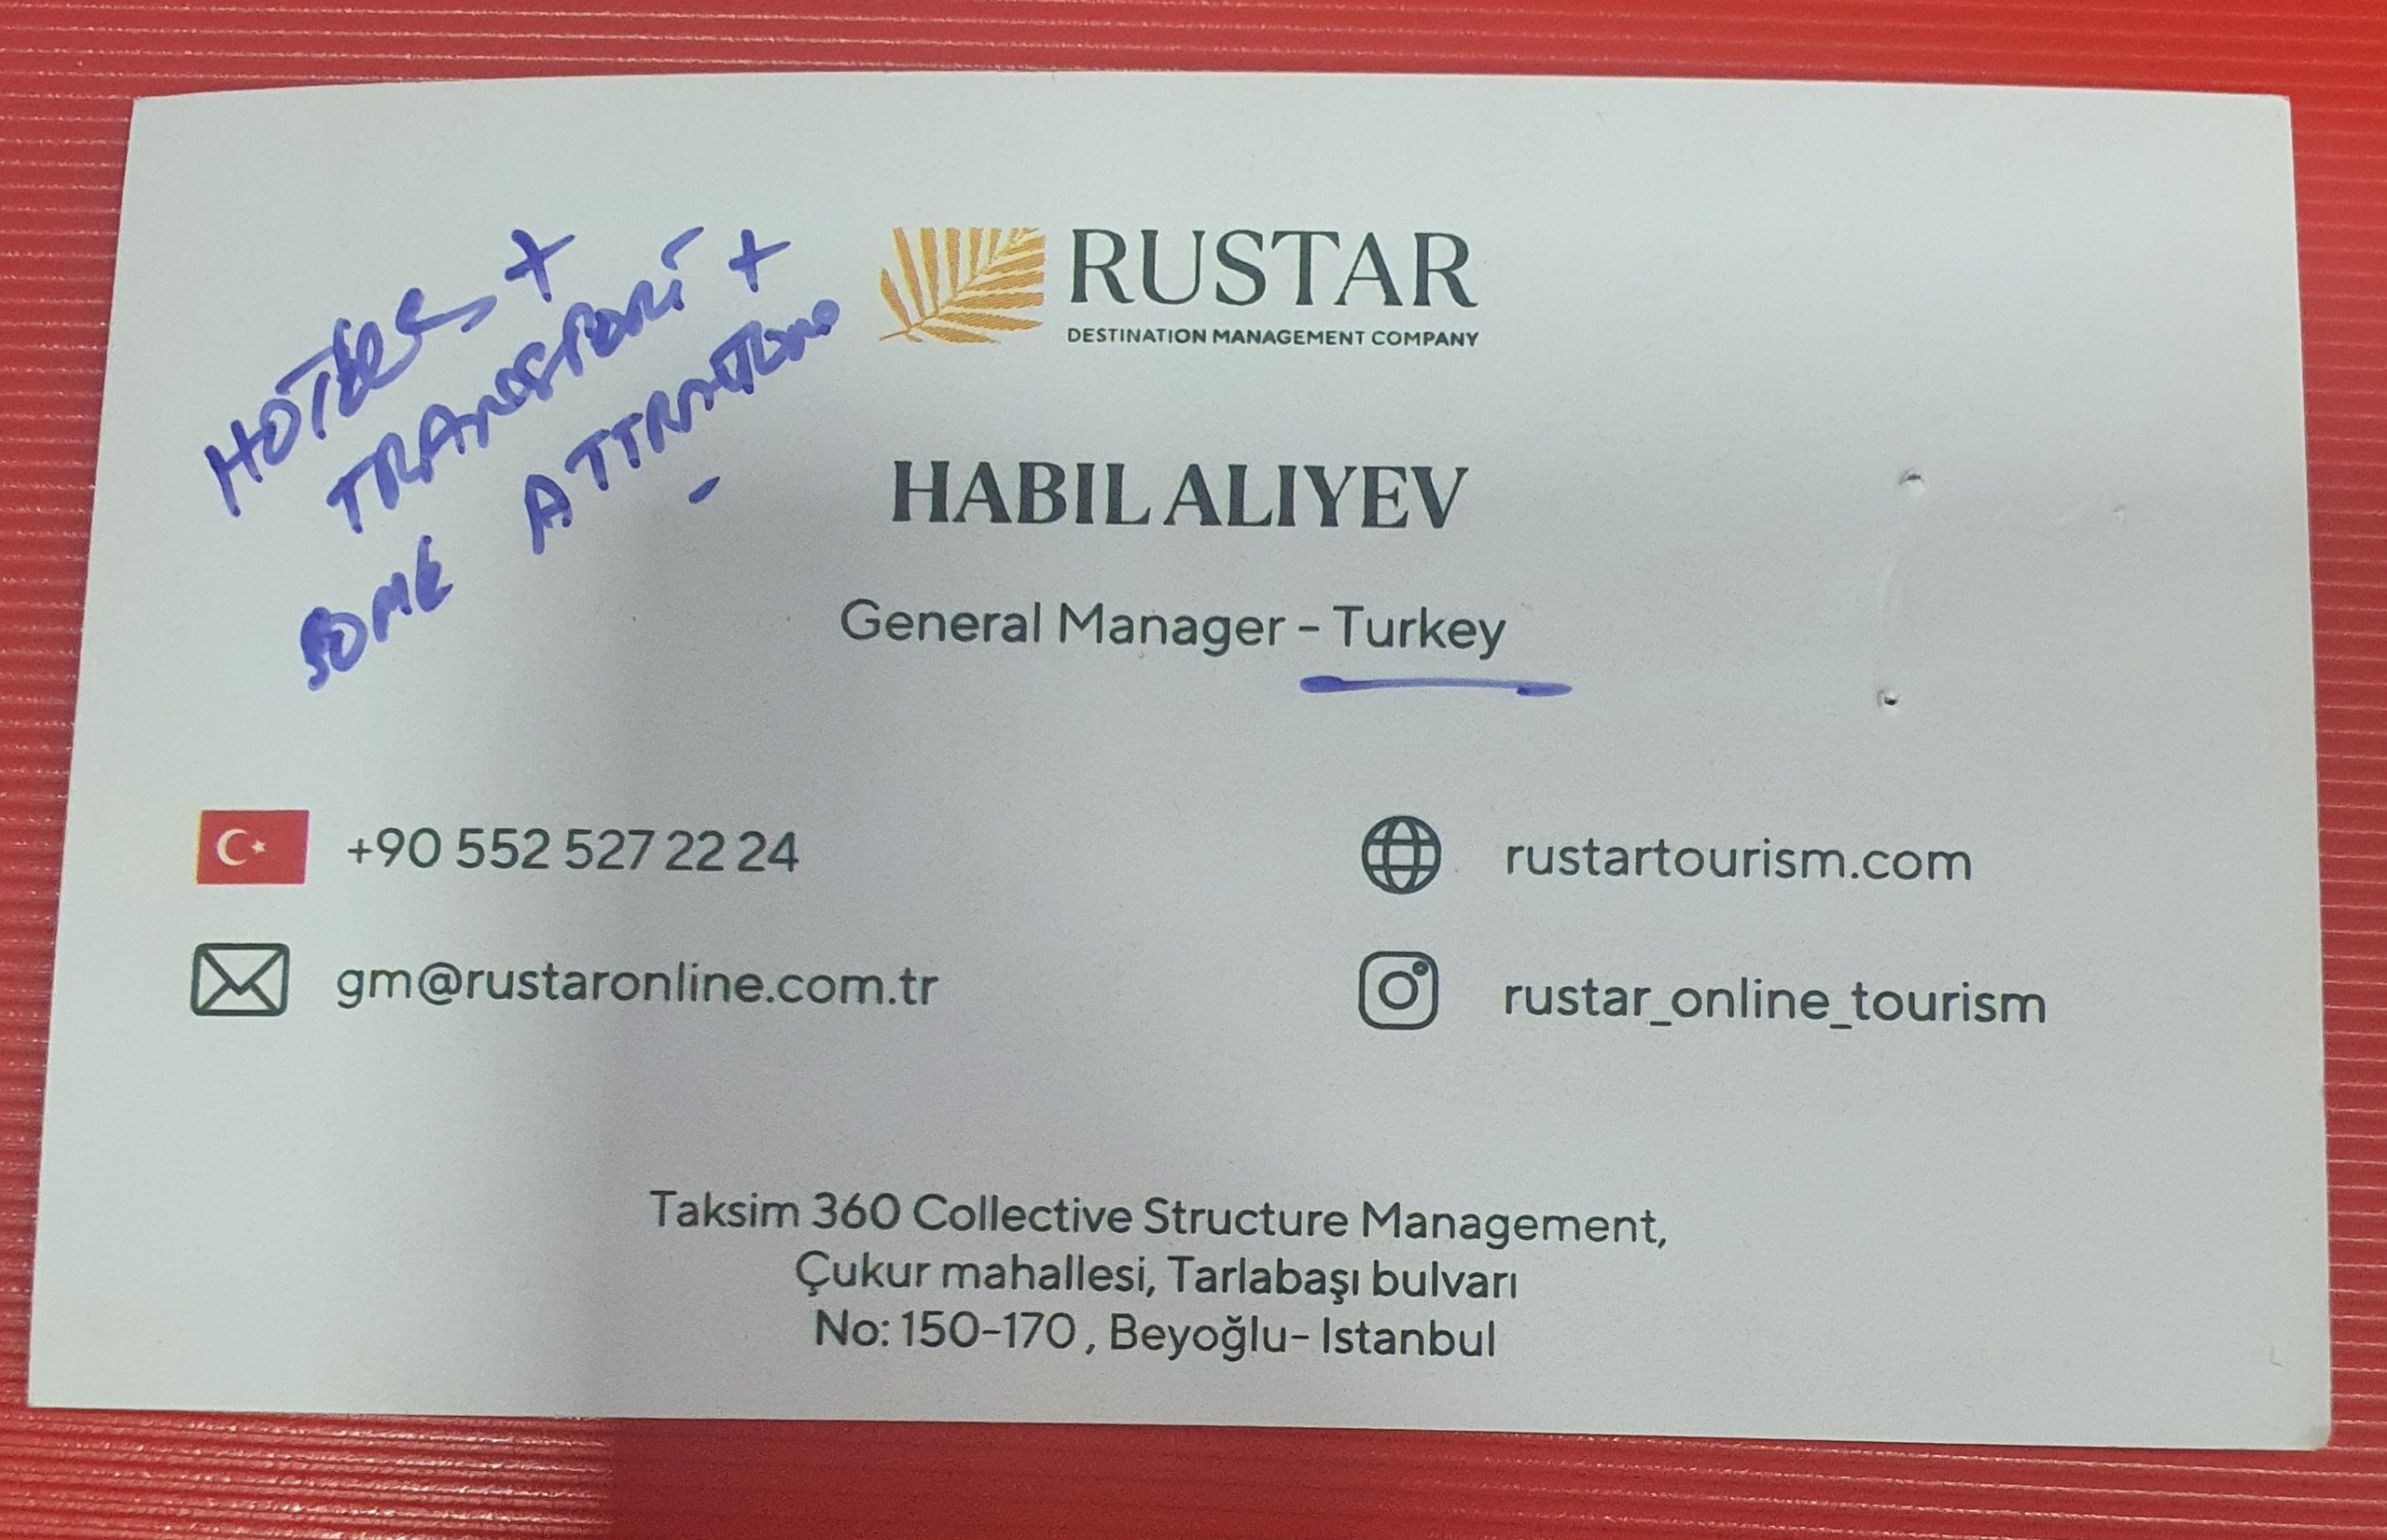 HOTELS +
TRANSPORT +
SOME ATTRACTIONS
RUSTAR
DESTINATION MANAGEMENT COMPANY
HABIL ALIYEV
General Manager - Turkey
+90 552 527 22 24
rustartourism.com
gm@rustaronline.com.tr
rustar_online_tourism
Taksim 360 Collective Structure Management,
Çukur mahallesi, Tarlabaşı bulvarı
No: 150-170 , Beyoğlu- Istanbul